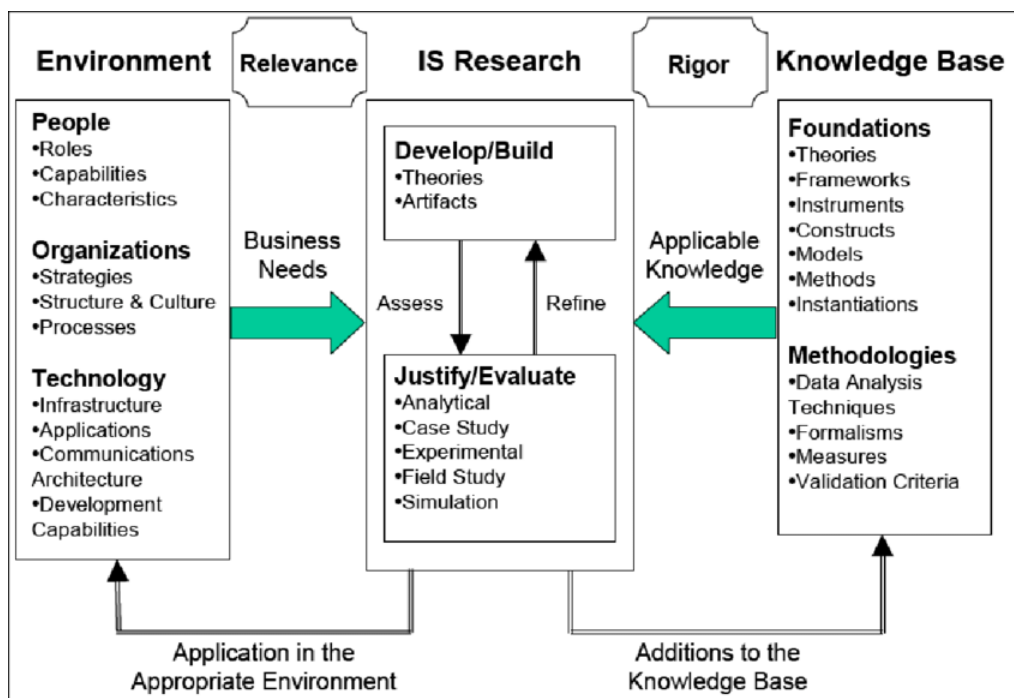 Environment
Relevance
IS Research
Rigor
Knowledge Base
People
•Roles
•Capabilities
•Characteristics
Organizations
•Strategies
•Structure & Culture
•Processes
Technology
•Infrastructure
•Applications
•Communications
Architecture
•Development
Capabilities
Business
Needs
Develop/Build
•Theories
•Artifacts
Assess
Refine
Justify/Evaluate
•Analytical
•Case Study
•Experimental
•Field Study
•Simulation
Applicable
Knowledge
Foundations
•Theories
•Frameworks
•Instruments
•Constructs
•Models
•Methods
•Instantiations
Methodologies
•Data Analysis
Techniques
•Formalisms
•Measures
•Validation Criteria
Application in the
Appropriate Environment
Additions to the
Knowledge Base